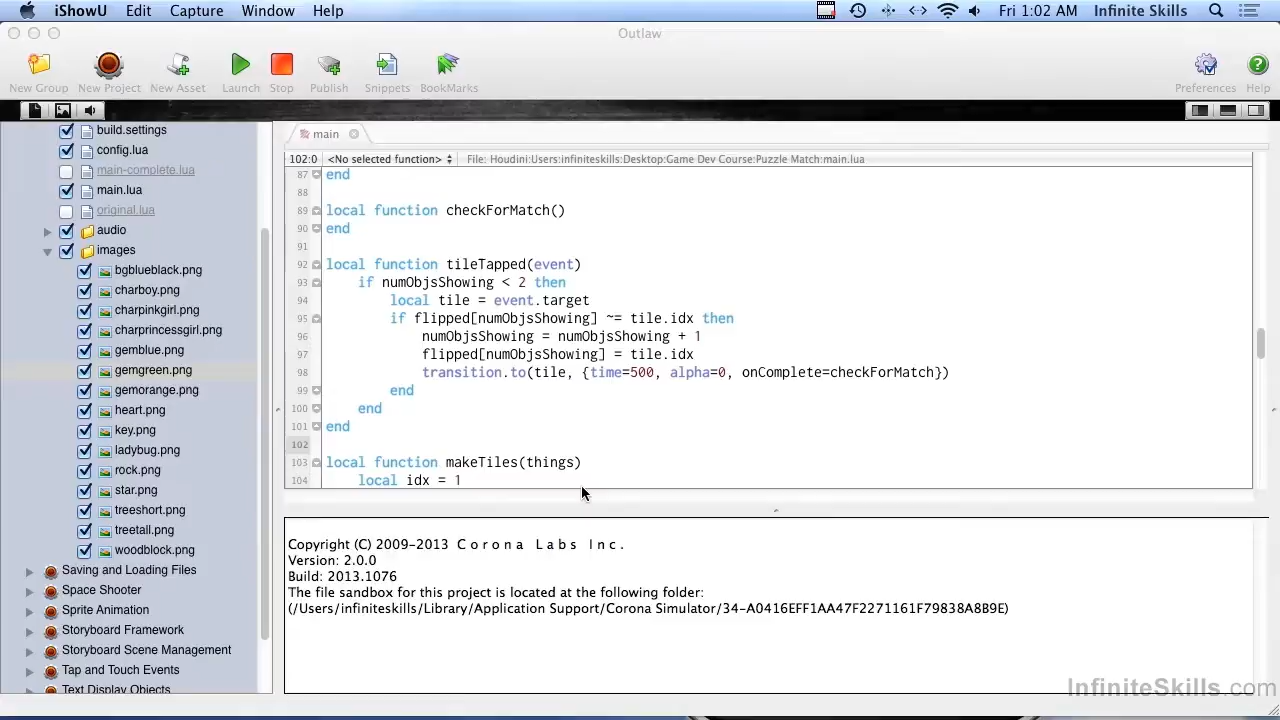 iShowU Edit Capture Window Help Fri 1:02 AM Infinite Skills
Outlaw
New Group New Project New Asset Launch Stop Publish Snippets BookMarks Preferences Help
main
102:0 <No selected function> File: Houdini:Users:infiniteskills:Desktop:Game Dev Course:Puzzle Match:main.lua
build.settings
config.lua
main-complete.lua
main.lua
original.lua
audio
images
bgblueblack.png
charboy.png
charpinkgirl.png
charprincessgirl.png
gemblue.png
gemgreen.png
gemorange.png
heart.png
key.png
ladybug.png
rock.png
star.png
treeshort.png
treetall.png
woodblock.png
Saving and Loading Files
Space Shooter
Sprite Animation
Storyboard Framework
Storyboard Scene Management
Tap and Touch Events
Text Display Objects
87 end
88
89 local function checkForMatch()
90 end
91
92 local function tileTapped(event)
93 if numObjsShowing < 2 then
94 local tile = event.target
95 if flipped[numObjsShowing] ~= tile.idx then
96 numObjsShowing = numObjsShowing + 1
97 flipped[numObjsShowing] = tile.idx
98 transition.to(tile, {time=500, alpha=0, onComplete=checkForMatch})
99 end
100 end
101 end
102
103 local function makeTiles(things)
104 local idx = 1
Copyright (C) 2009-2013 C o r o n a L a b s I n c .
Version: 2.0.0
Build: 2013.1076
The file sandbox for this project is located at the following folder:
(/Users/infiniteskills/Library/Application Support/Corona Simulator/34-A0416EFF1AA47F2271161F79838A8B9E)
InfiniteSkills.com